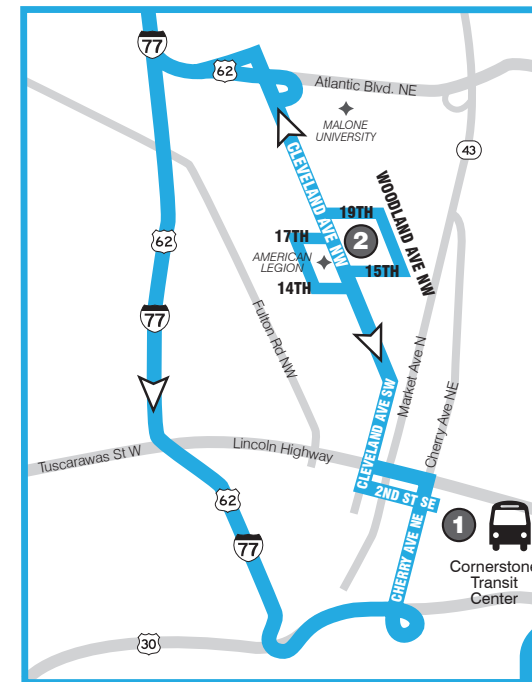 77
62
Atlantic Blvd. NE
MALONE
UNIVERSITY
43
CLEVELAND AVE NW
WOODLAND AVE NW
19TH
17TH
2
AMERICAN
LEGION
15TH
14TH
62
77
Fulton Rd NW
Market Ave N
Cherry Ave NE
CLEVELAND AVE SW
Lincoln Highway
Tuscarawas St W
2ND ST SE
62
1
CHERRY AVE NE
77
Cornerstone
Transit
Center
30